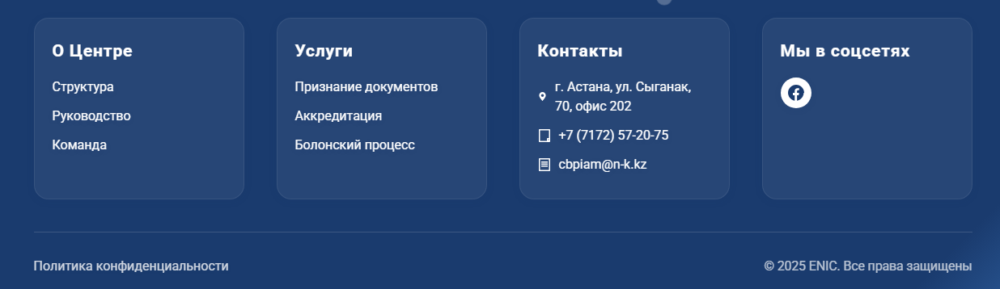 О Центре
Структура
Руководство
Команда
Услуги
Признание документов
Аккредитация
Болонский процесс
Контакты
г. Астана, ул. Сыганак,
70, офис 202
+7 (7172) 57-20-75
cbpiam@n-k.kz
Мы в соцсетях
Политика конфиденциальности
© 2025 ENIC. Все права защищены